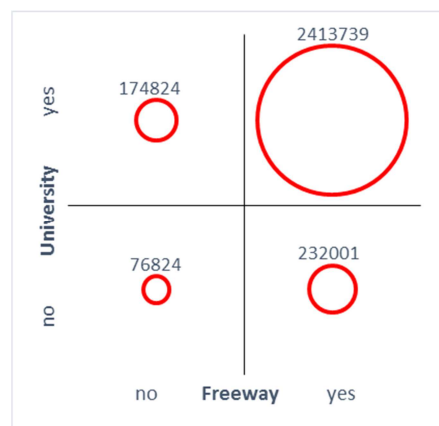 2413739
174824
yes
University
76824
232001
no
no Freeway yes